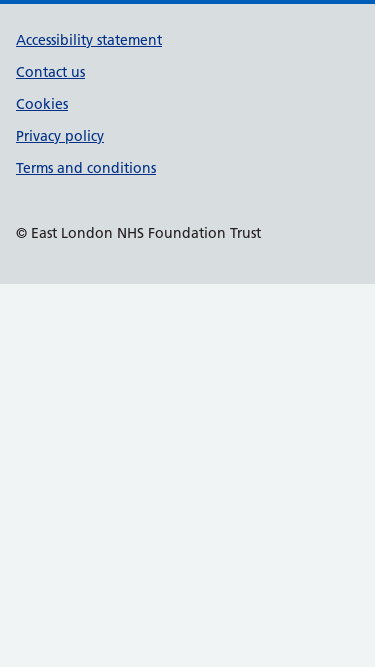 Accessibility statement
Contact us
Cookies
Privacy policy
Terms and conditions
© East London NHS Foundation Trust